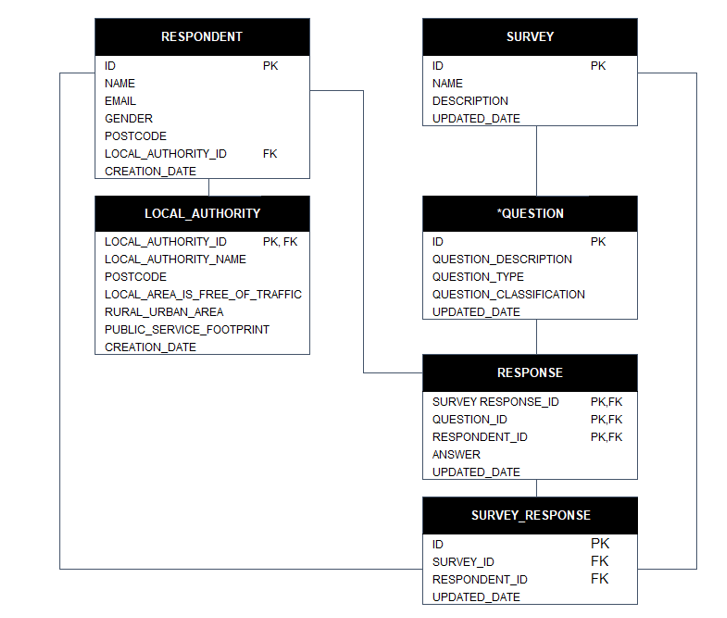 RESPONDENT
ID PK
NAME
EMAIL
GENDER
POSTCODE
LOCAL_AUTHORITY_ID FK
CREATION_DATE
LOCAL_AUTHORITY
LOCAL_AUTHORITY_ID PK, FK
LOCAL_AUTHORITY_NAME
POSTCODE
LOCAL_AREA_IS_FREE_OF_TRAFFIC
RURAL_URBAN_AREA
PUBLIC_SERVICE_FOOTPRINT
CREATION_DATE
SURVEY
ID PK
NAME
DESCRIPTION
UPDATED_DATE
*QUESTION
ID PK
QUESTION_DESCRIPTION
QUESTION_TYPE
QUESTION_CLASSIFICATION
UPDATED_DATE
RESPONSE
SURVEY RESPONSE_ID PK,FK
QUESTION_ID PK,FK
RESPONDENT_ID PK,FK
ANSWER
UPDATED_DATE
SURVEY_RESPONSE
ID PK
SURVEY_ID FK
RESPONDENT_ID FK
UPDATED_DATE